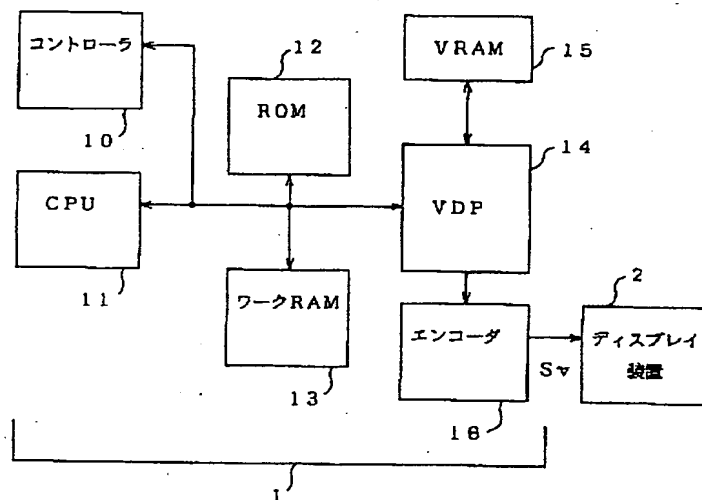 コントローラ
10
CPU
11
12
ROM
ワークRAM
13
VRAM
15
14
VDP
エンコーダ
16
Sv
2
ディスプレイ
装置
1